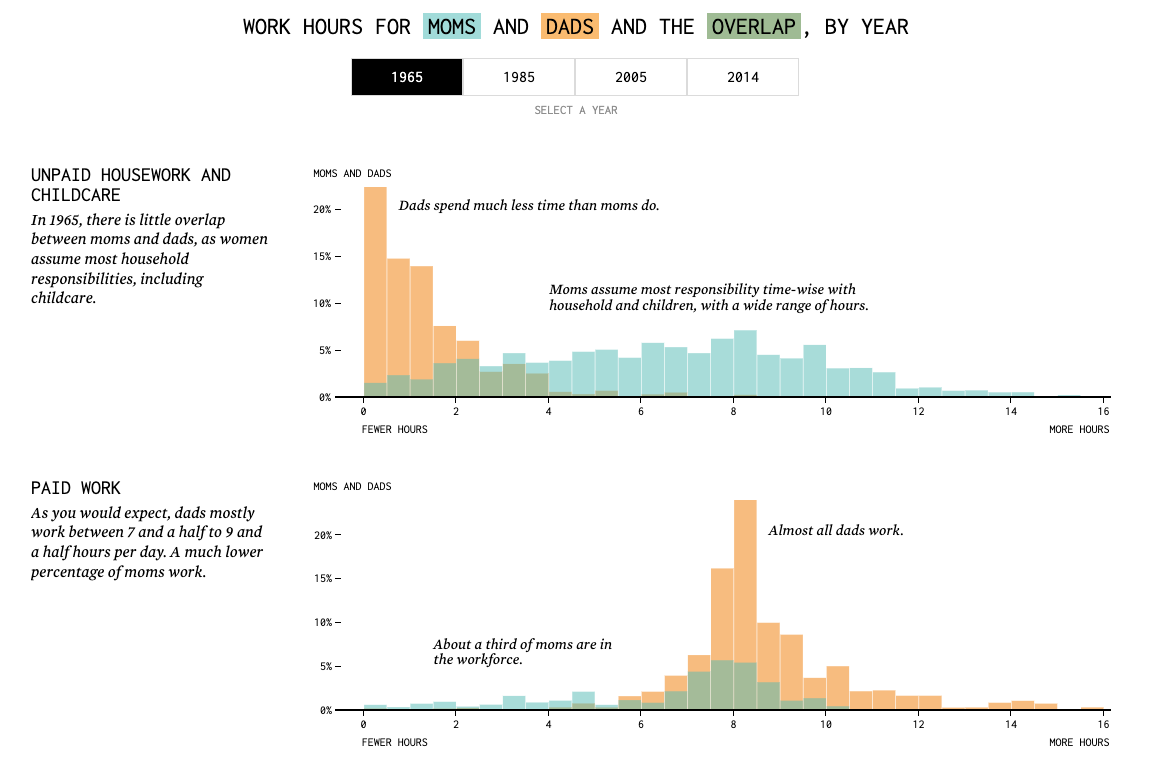 WORK HOURS FOR MOMS AND DADS AND THE OVERLAP, BY YEAR
1965 1985 2005 2014
SELECT A YEAR
UNPAID HOUSEWORK AND
CHILDCARE
In 1965, there is little overlap
between moms and dads, as women
assume most household
responsibilities, including
childcare.
MOMS AND DADS
20%
15%
10%
5%
0%
Dads spend much less time than moms do.
Moms assume most responsibility time-wise with
household and children, with a wide range of hours.
0 2 4 6 8 10 12 14 16
FEWER HOURS MORE HOURS
PAID WORK
As you would expect, dads mostly
work between 7 and a half to 9 and
a half hours per day. A much lower
percentage of moms work.
MOMS AND DADS
20%
15%
10%
5%
0%
Almost all dads work.
About a third of moms are in
the workforce.
0 2 4 6 8 10 12 14 16
FEWER HOURS MORE HOURS